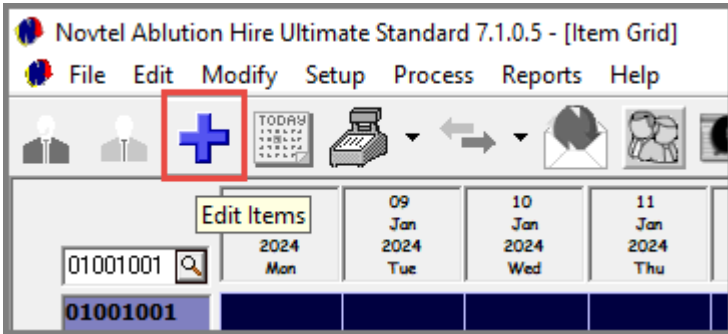 Novtel Ablution Hire Ultimate Standard 7.1.0.5 - [Item Grid]
File Edit Modify Setup Process Reports Help
TODAY
Edit Items
09 10 11
Jan Jan Jan
2024 2024 2024 2024
Mon Tue Wed Thu
01001001
01001001